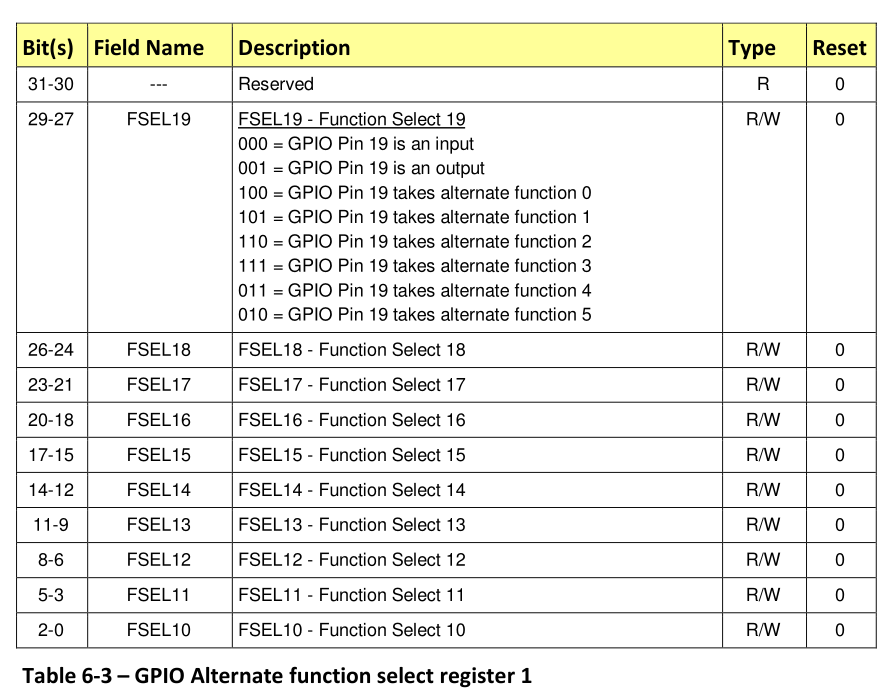 Bit(s) Field Name Description Type Reset
31-30 --- Reserved R 0
29-27 FSEL19 FSEL19 - Function Select 19 R/W 0
000 = GPIO Pin 19 is an input
001 = GPIO Pin 19 is an output
100 = GPIO Pin 19 takes alternate function 0
101 = GPIO Pin 19 takes alternate function 1
110 = GPIO Pin 19 takes alternate function 2
111 = GPIO Pin 19 takes alternate function 3
011 = GPIO Pin 19 takes alternate function 4
010 = GPIO Pin 19 takes alternate function 5
26-24 FSEL18 FSEL18 - Function Select 18 R/W 0
23-21 FSEL17 FSEL17 - Function Select 17 R/W 0
20-18 FSEL16 FSEL16 - Function Select 16 R/W 0
17-15 FSEL15 FSEL15 - Function Select 15 R/W 0
14-12 FSEL14 FSEL14 - Function Select 14 R/W 0
11-9 FSEL13 FSEL13 - Function Select 13 R/W 0
8-6 FSEL12 FSEL12 - Function Select 12 R/W 0
5-3 FSEL11 FSEL11 - Function Select 11 R/W 0
2-0 FSEL10 FSEL10 - Function Select 10 R/W 0
Table 6-3 – GPIO Alternate function select register 1